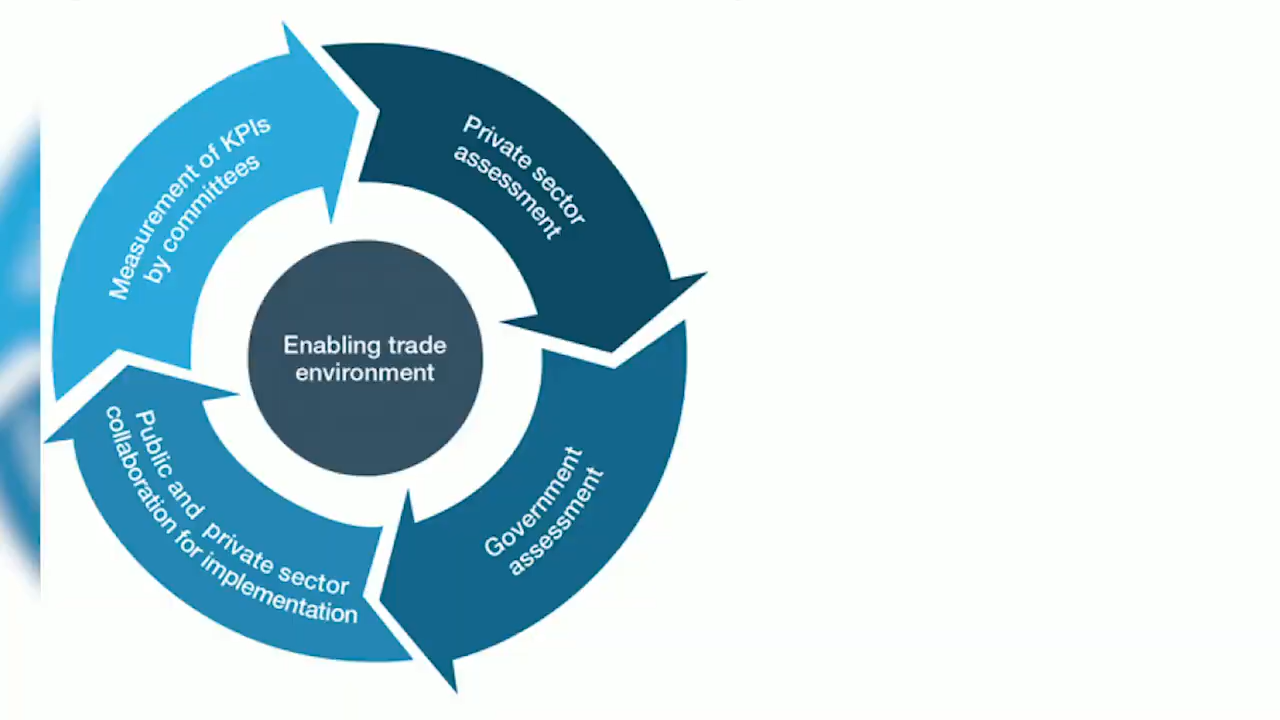 Private sector
assessment
Government
assessment
Public and private sector
collaboration for implementation
Measurement of KPIs
by committees
Enabling trade
environment